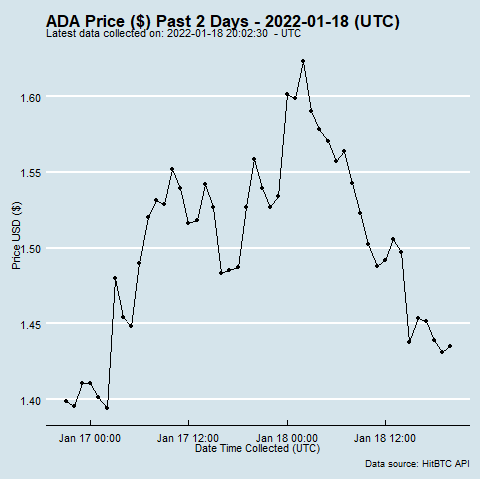 ADA Price ($) Past 2 Days - 2022-01-18 (UTC)
Latest data collected on: 2022-01-18 20:02:30 - UTC
Price USD ($)
1.60
1.55
1.50
1.45
1.40
Jan 17 00:00 Jan 17 12:00 Jan 18 00:00 Jan 18 12:00
Date Time Collected (UTC)
Data source: HitBTC API